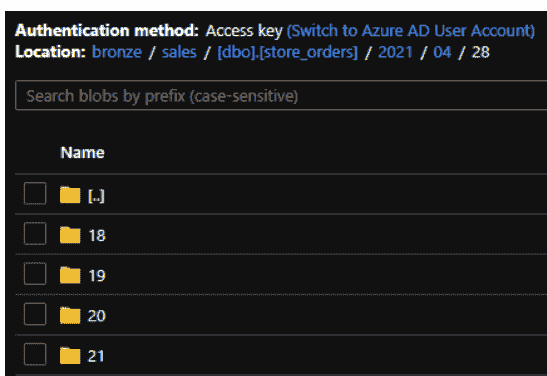 Authentication method: Access key (Switch to Azure AD User Account)
Location: bronze / sales / [dbo].[store_orders] / 2021 / 04 / 28
Search blobs by prefix (case-sensitive)
Name
[..]
18
19
20
21